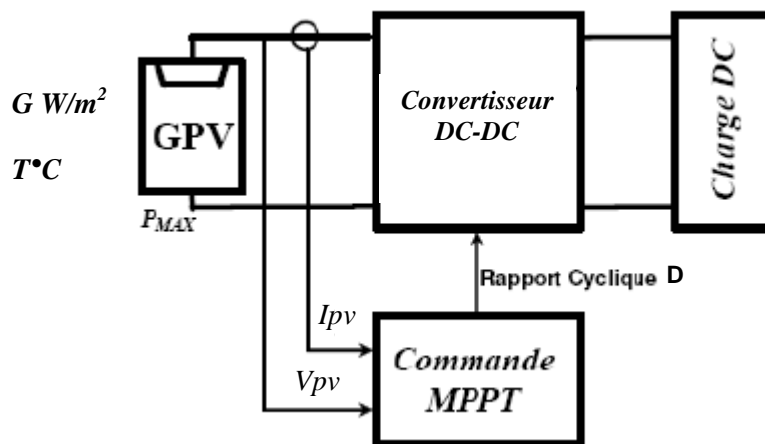 G W/m²
T•C
GPV
P_MAX
Convertisseur
DC-DC
Charge DC
Rapport Cyclique D
Ipv
Vpv
Commande
MPPT